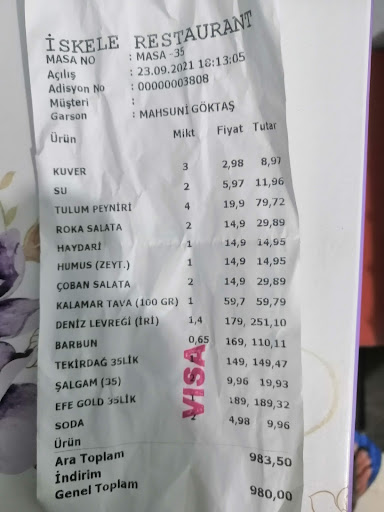 İSKELE RESTAURANT
MASA NO : MASA -35
Açılış : 23.09.2021 18:13:05
Adisyon No : 00000003808
Müşteri :
Garson : MAHSUNİ GÖKTAŞ
Ürün Mikt Fiyat Tutar
KUVER 3 2,98 8,97
SU 2 5,97 11,96
TULUM PEYNİRİ 4 19,9 79,72
ROKA SALATA 2 14,9 29,89
HAYDARİ 1 14,9 14,95
HUMUS (ZEYT.) 1 14,9 14,95
ÇOBAN SALATA 2 14,9 29,89
KALAMAR TAVA (100 GR) 1 59,7 59,79
DENİZ LEVREĞİ (İRİ) 1,4 179, 251,10
BARBUN 0,65 169, 110,11
TEKİRDAĞ 35LİK 149, 149,47
ŞALGAM (35) 9,96 19,93
EFE GOLD 35LİK 189, 189,32
SODA 4,98 9,96
VISA
Ürün
Ara Toplam 983,50
İndirim
Genel Toplam 980,00